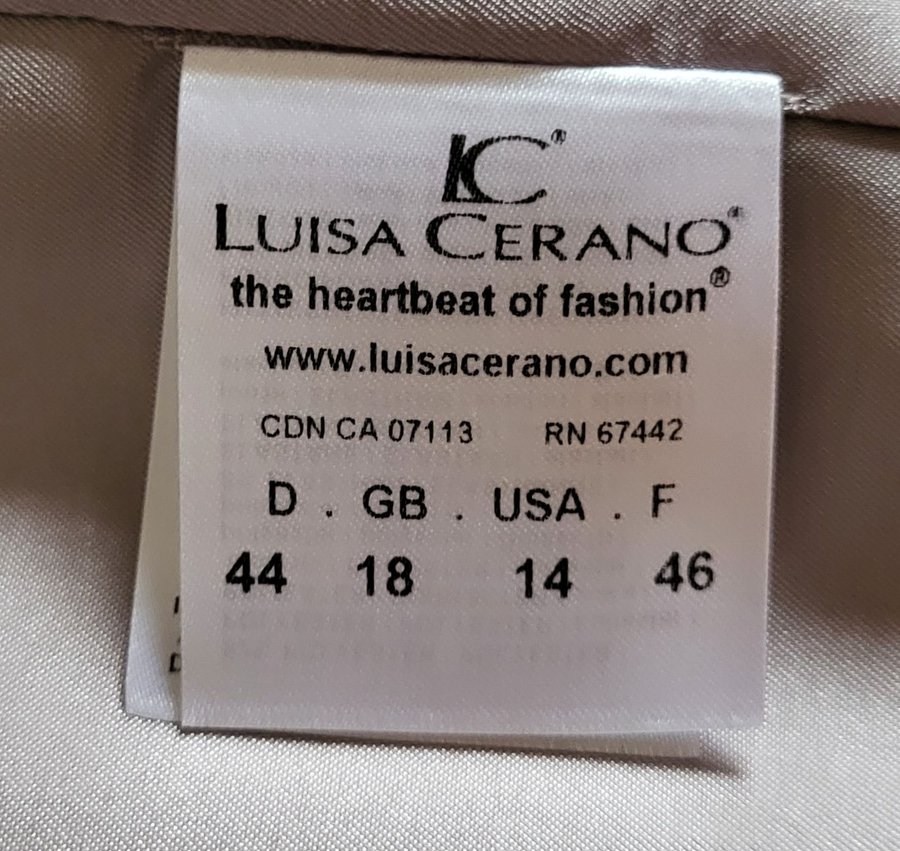 LC®
LUISA CERANO®
the heartbeat of fashion®
www.luisacerano.com
CDN CA 07113 RN 67442
D . GB . USA . F
44 18 14 46